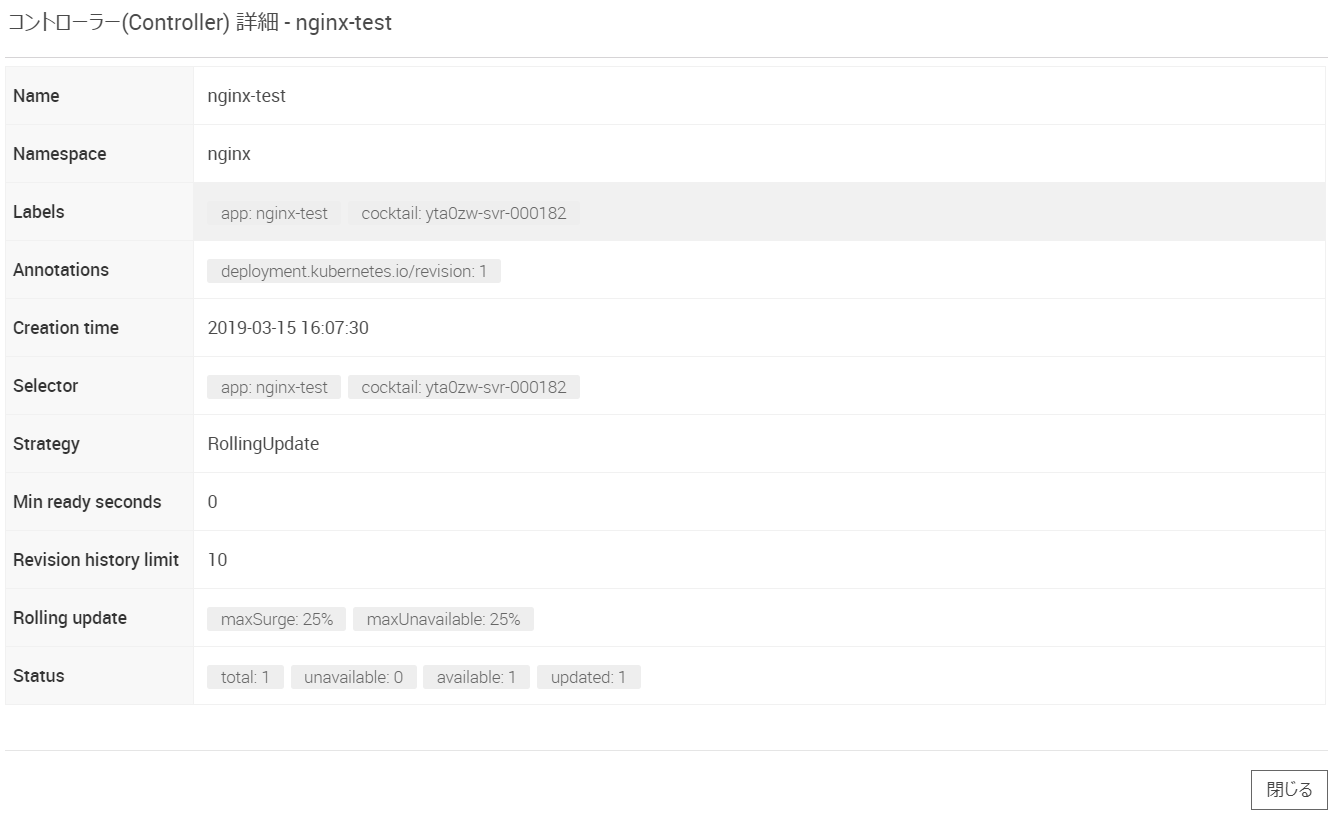 コントローラー(Controller) 詳細 - nginx-test
Name nginx-test
Namespace nginx
Labels app: nginx-test cocktail: yta0zw-svr-000182
Annotations deployment.kubernetes.io/revision: 1
Creation time 2019-03-15 16:07:30
Selector app: nginx-test cocktail: yta0zw-svr-000182
Strategy RollingUpdate
Min ready seconds 0
Revision history limit 10
Rolling update maxSurge: 25% maxUnavailable: 25%
Status total: 1 unavailable: 0 available: 1 updated: 1
閉じる